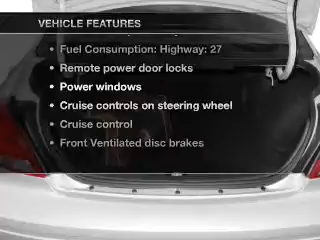 VEHICLE FEATURES
• Fuel Consumption: Highway: 27
• Remote power door locks
• Power windows
• Cruise controls on steering wheel
• Cruise control
• Front Ventilated disc brakes